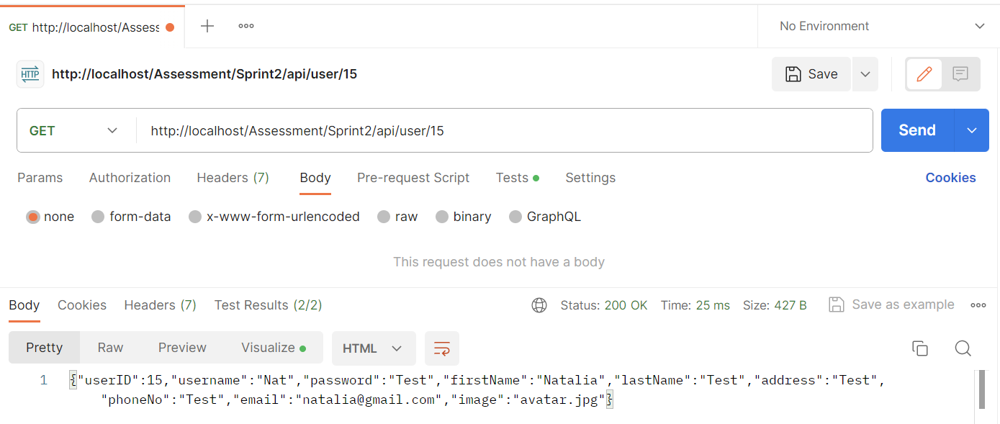 GET http://localhost/Assess
No Environment
HTTP
http://localhost/Assessment/Sprint2/api/user/15
Save
GET
http://localhost/Assessment/Sprint2/api/user/15
Send
Params Authorization Headers (7) Body Pre-request Script Tests Settings Cookies
none form-data x-www-form-urlencoded raw binary GraphQL
This request does not have a body
Body Cookies Headers (7) Test Results (2/2) Status: 200 OK Time: 25 ms Size: 427 B Save as example
Pretty Raw Preview Visualize HTML
1 {"userID":15,"username":"Nat","password":"Test","firstName":"Natalia","lastName":"Test","address":"Test",
"phoneNo":"Test","email":"natalia@gmail.com","image":"avatar.jpg"}